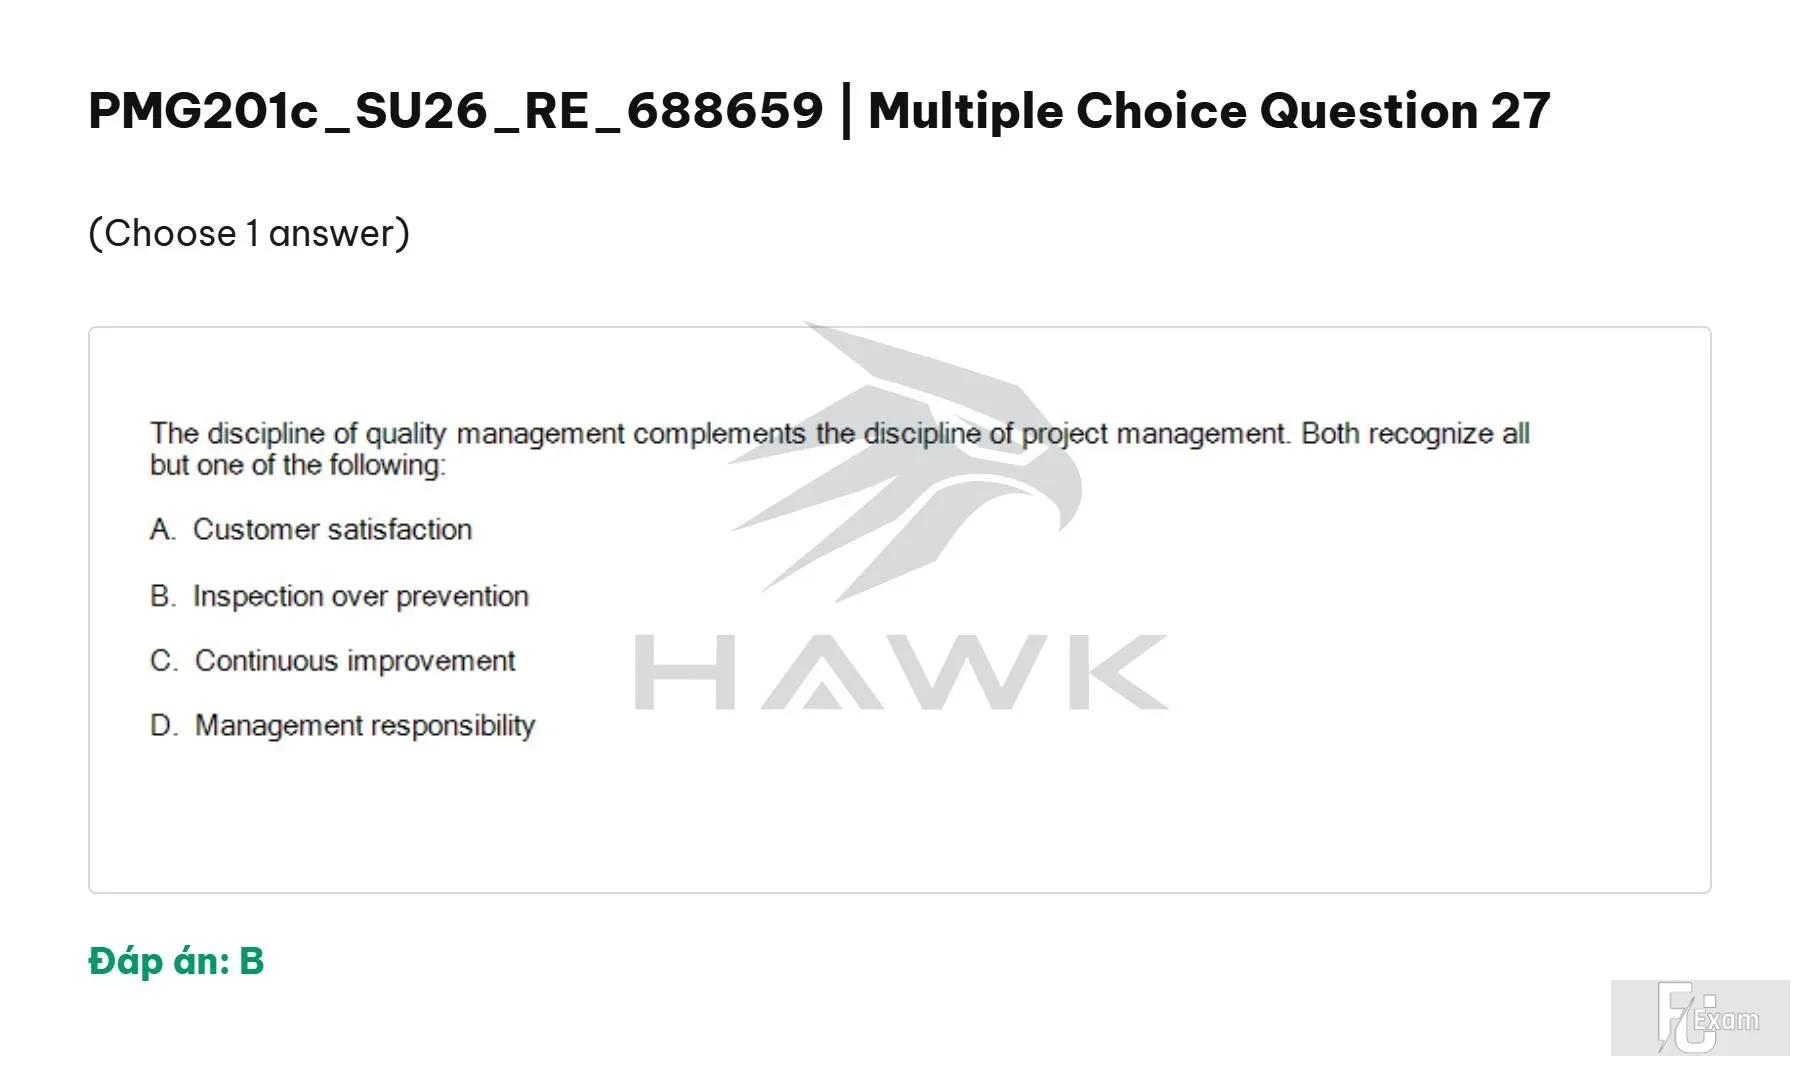 PMG201c_SU26_RE_688659 | Multiple Choice Question 27
(Choose 1 answer)
The discipline of quality management complements the discipline of project management. Both recognize all
but one of the following:
A. Customer satisfaction
B. Inspection over prevention
C. Continuous improvement
D. Management responsibility
HAWK
Đáp án: B
FU Exam